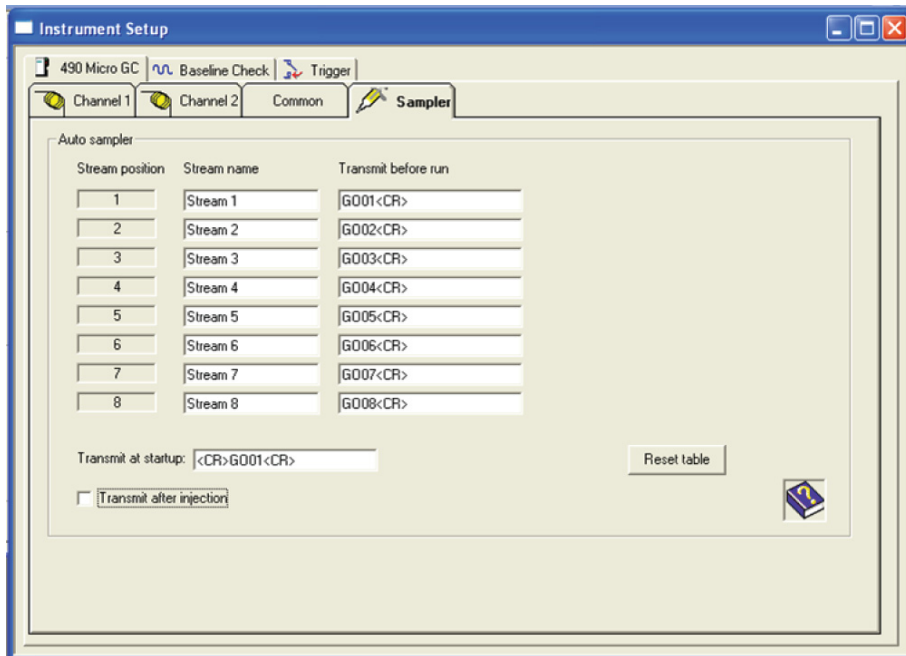 Instrument Setup
490 Micro GC Baseline Check Trigger
Channel 1 Channel 2 Common Sampler
Auto sampler
Stream position Stream name Transmit before run
1 Stream 1 GO01<CR>
2 Stream 2 GO02<CR>
3 Stream 3 GO03<CR>
4 Stream 4 GO04<CR>
5 Stream 5 GO05<CR>
6 Stream 6 GO06<CR>
7 Stream 7 GO07<CR>
8 Stream 8 GO08<CR>
Transmit at startup: <CR>GO01<CR> Reset table
Transmit after injection